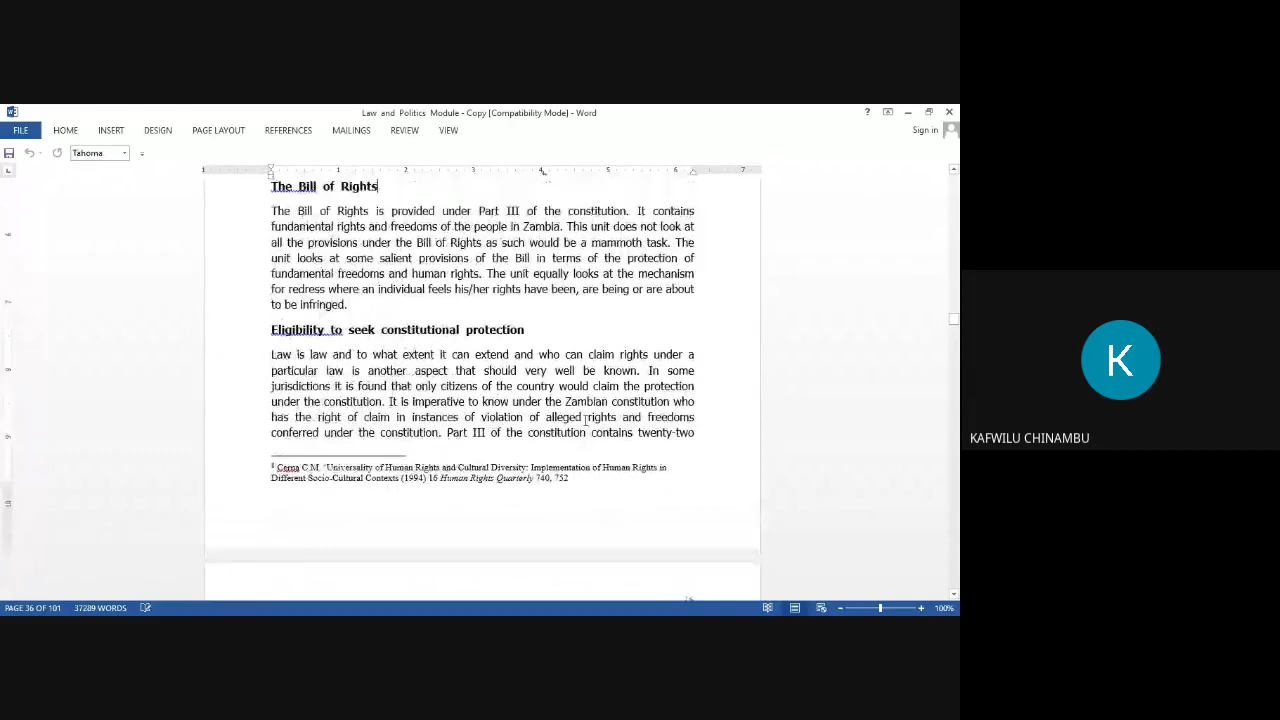 Law and Politics Module - Copy [Compatibility Mode] - Word
?
FILE HOME INSERT DESIGN PAGE LAYOUT REFERENCES MAILINGS REVIEW VIEW
Sign in
Tahoma
1 1 2 3 4 5 6 7
The Bill of Rights
The Bill of Rights is provided under Part III of the constitution. It contains
fundamental rights and freedoms of the people in Zambia. This unit does not look at
all the provisions under the Bill of Rights as such would be a mammoth task. The
unit looks at some salient provisions of the Bill in terms of the protection of
fundamental freedoms and human rights. The unit equally looks at the mechanism
for redress where an individual feels his/her rights have been, are being or are about
to be infringed.
Eligibility to seek constitutional protection
Law is law and to what extent it can extend and who can claim rights under a
particular law is another aspect that should very well be known. In some
jurisdictions it is found that only citizens of the country would claim the protection
under the constitution. It is imperative to know under the Zambian constitution who
has the right of claim in instances of violation of alleged rights and freedoms
conferred under the constitution. Part III of the constitution contains twenty-two
Cerna C.M. 'Universality of Human Rights and Cultural Diversity: Implementation of Human Rights in
Different Socio-Cultural Contexts (1994) 16 Human Rights Quarterly 740, 752
PAGE 36 OF 101 37289 WORDS
100%
K
KAFWILU CHINAMBU